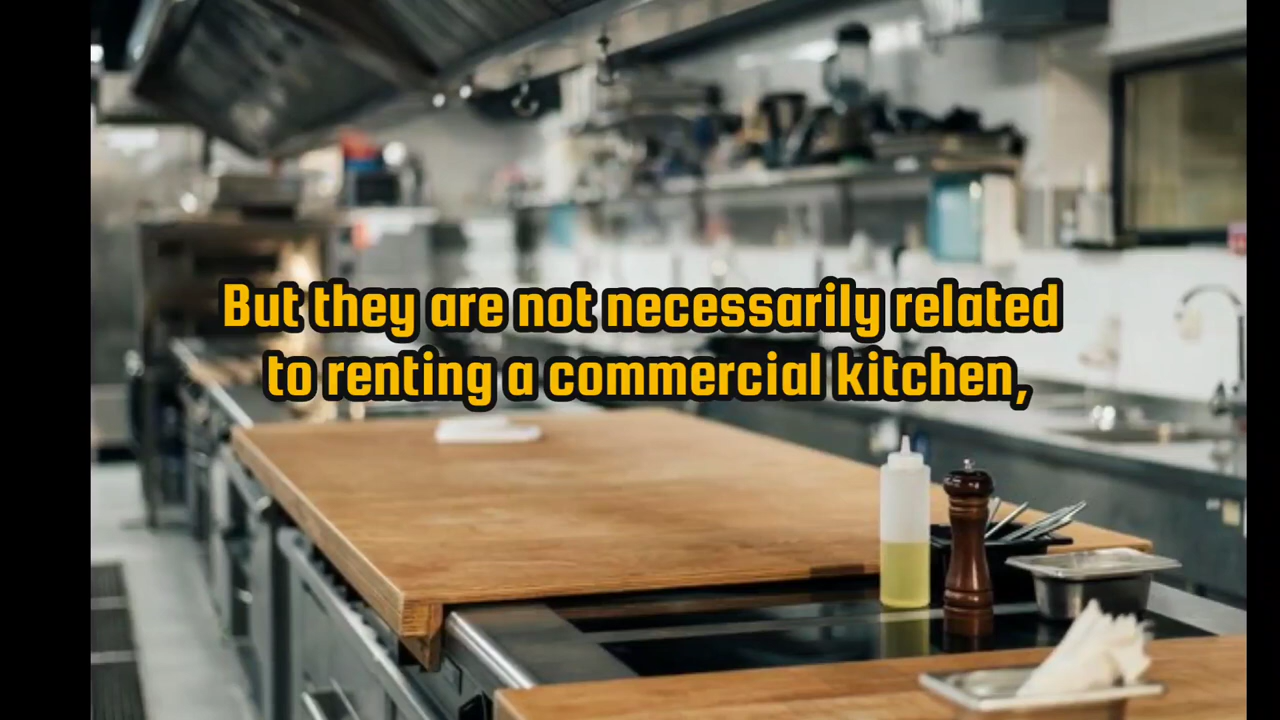 But they are not necessarily related
to renting a commercial kitchen,